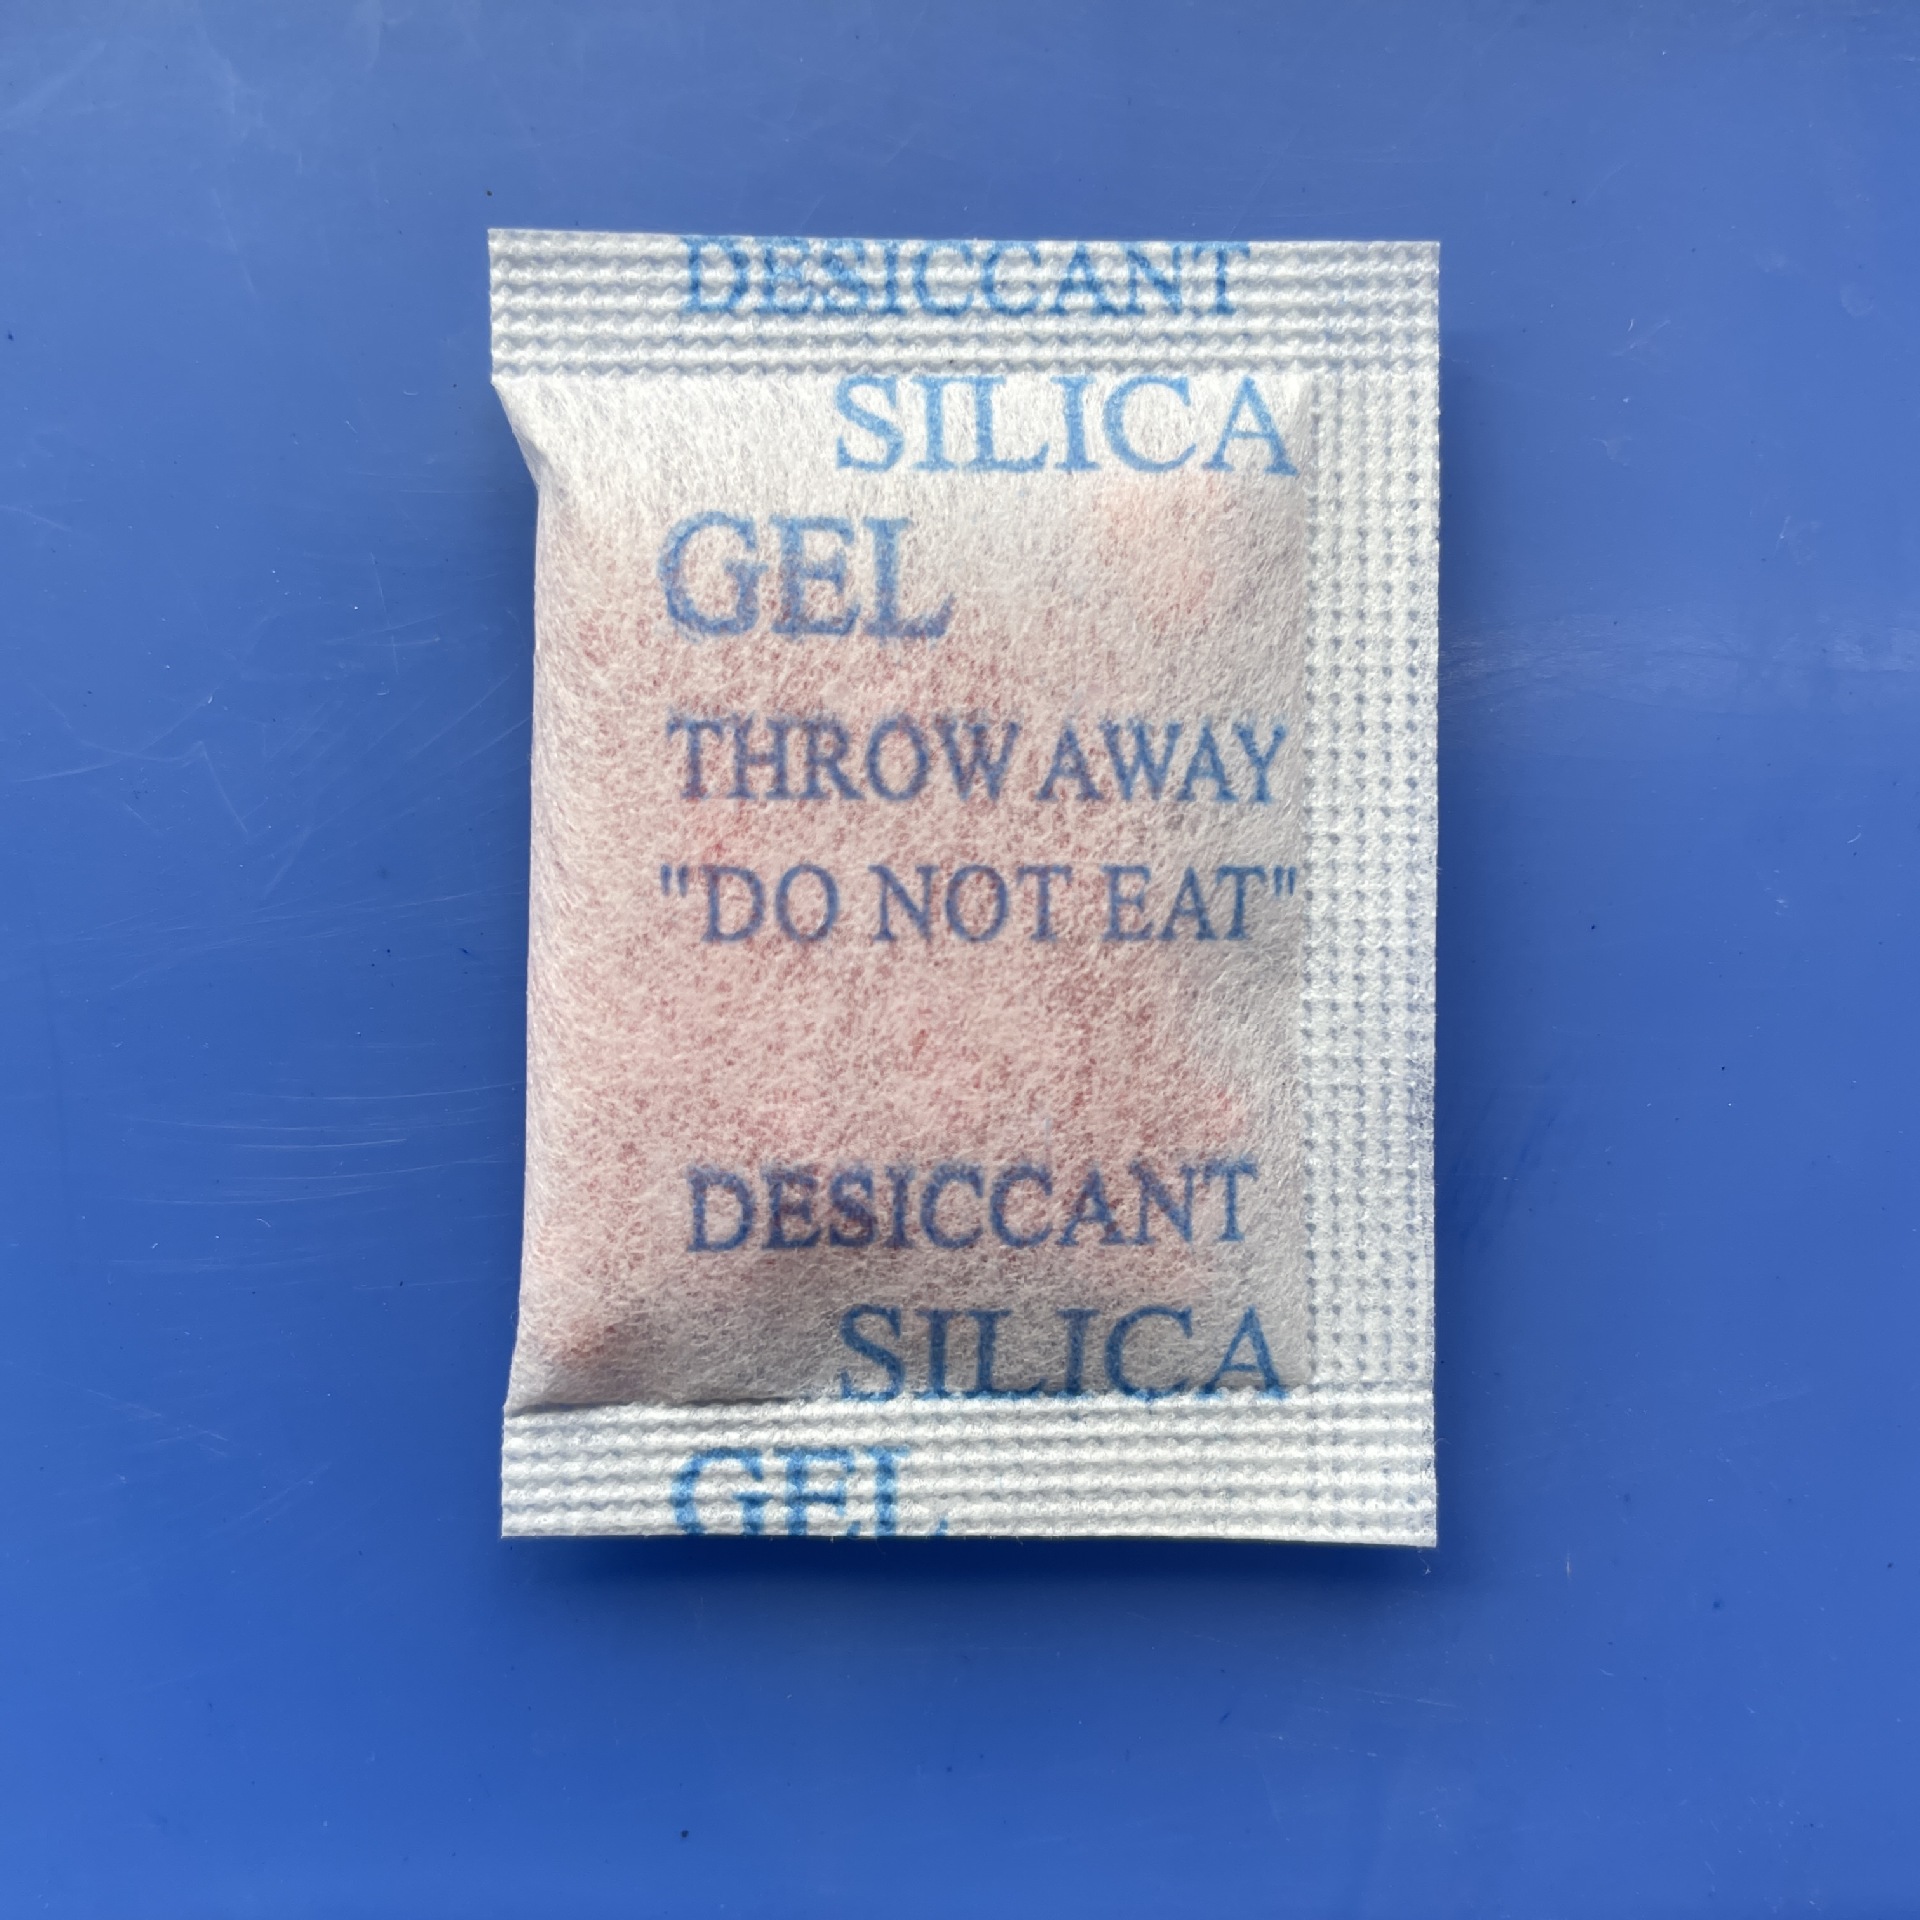 DESICCANT
SILICA
GEL
THROW AWAY
"DO NOT EAT"
DESICCANT
SILICA
GEL